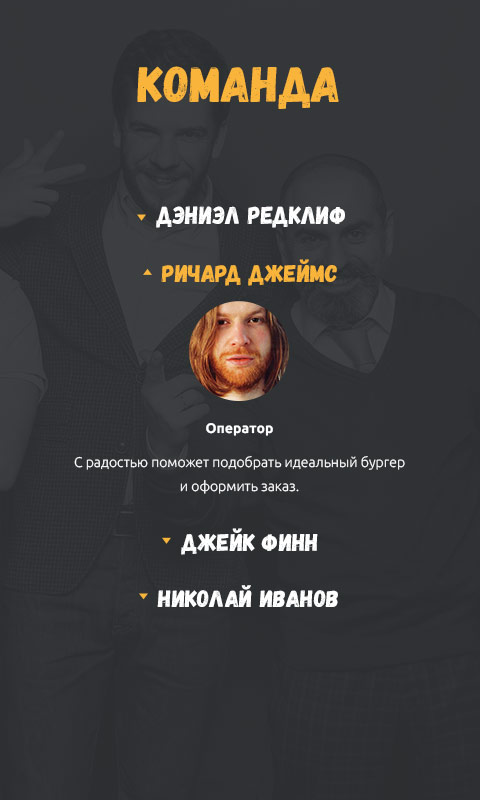 КОМАНДА
ДЭНИЭЛ РЕДКЛИФ
РИЧАРД ДЖЕЙМС
Оператор
С радостью поможет подобрать идеальный бургер
и оформить заказ.
ДЖЕЙК ФИНН
НИКОЛАЙ ИВАНОВ